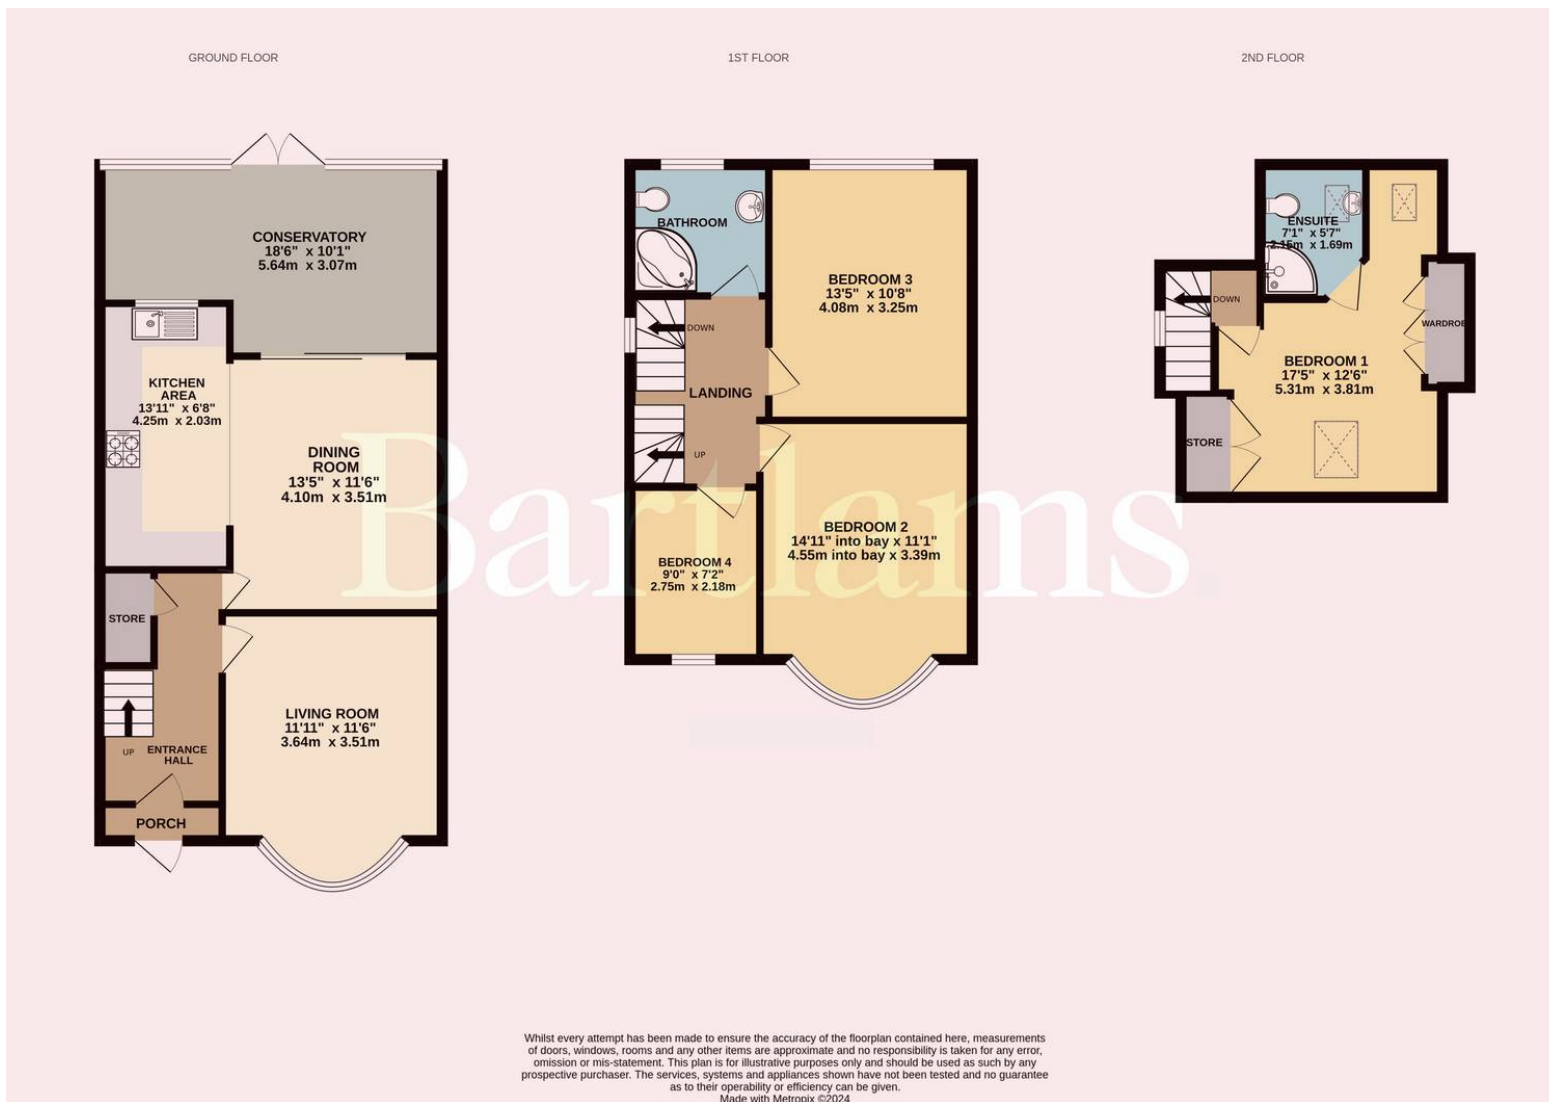 GROUND FLOOR
CONSERVATORY
18'6" x 10'1"
5.64m x 3.07m
KITCHEN
AREA
13'11" x 6'8"
4.25m x 2.03m
DINING
ROOM
13'5" x 11'6"
4.10m x 3.51m
STORE
LIVING ROOM
11'11" x 11'6"
3.64m x 3.51m
UP
ENTRANCE
HALL
PORCH
1ST FLOOR
BATHROOM
BEDROOM 3
13'5" x 10'8"
4.08m x 3.25m
DOWN
LANDING
UP
BEDROOM 2
14'11" into bay x 11'1"
4.55m into bay x 3.39m
BEDROOM 4
9'0" x 7'2"
2.75m x 2.18m
2ND FLOOR
ENSUITE
7'1" x 5'7"
2.15m x 1.69m
DOWN
WARDROBE
BEDROOM 1
17'5" x 12'6"
5.31m x 3.81m
STORE
Bartlams
Whilst every attempt has been made to ensure the accuracy of the floorplan contained here, measurements
of doors, windows, rooms and any other items are approximate and no responsibility is taken for any error,
omission or mis-statement. This plan is for illustrative purposes only and should be used as such by any
prospective purchaser. The services, systems and appliances shown have not been tested and no guarantee
as to their operability or efficiency can be given.
Made with Metropix ©2024